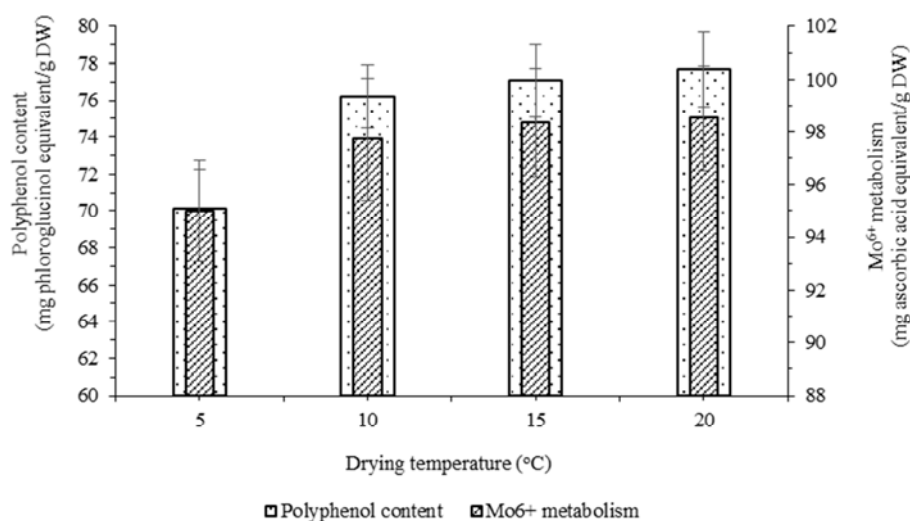 Polyphenol content
(mg phloroglucinol equivalent/g DW)
80
78
76
74
72
70
68
66
64
62
60
102
100
98
96
94
92
90
88
Mo⁶⁺ metabolism
(mg ascorbic acid equivalent/g DW)
5 10 15 20
Drying temperature (°C)
Polyphenol content Mo6+ metabolism